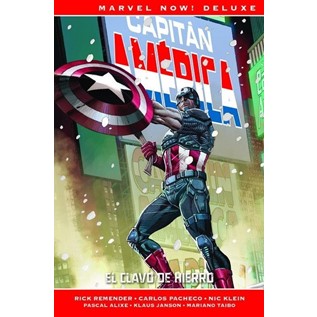 MARVEL NOW! DELUXE
CAPITÁN
AMÉRICA
EL CLAVO DE HIERRO
RICK REMENDER • CARLOS PACHECO • NIC KLEIN
PASCAL ALIXE • KLAUS JANSON • MARIANO TAIBO